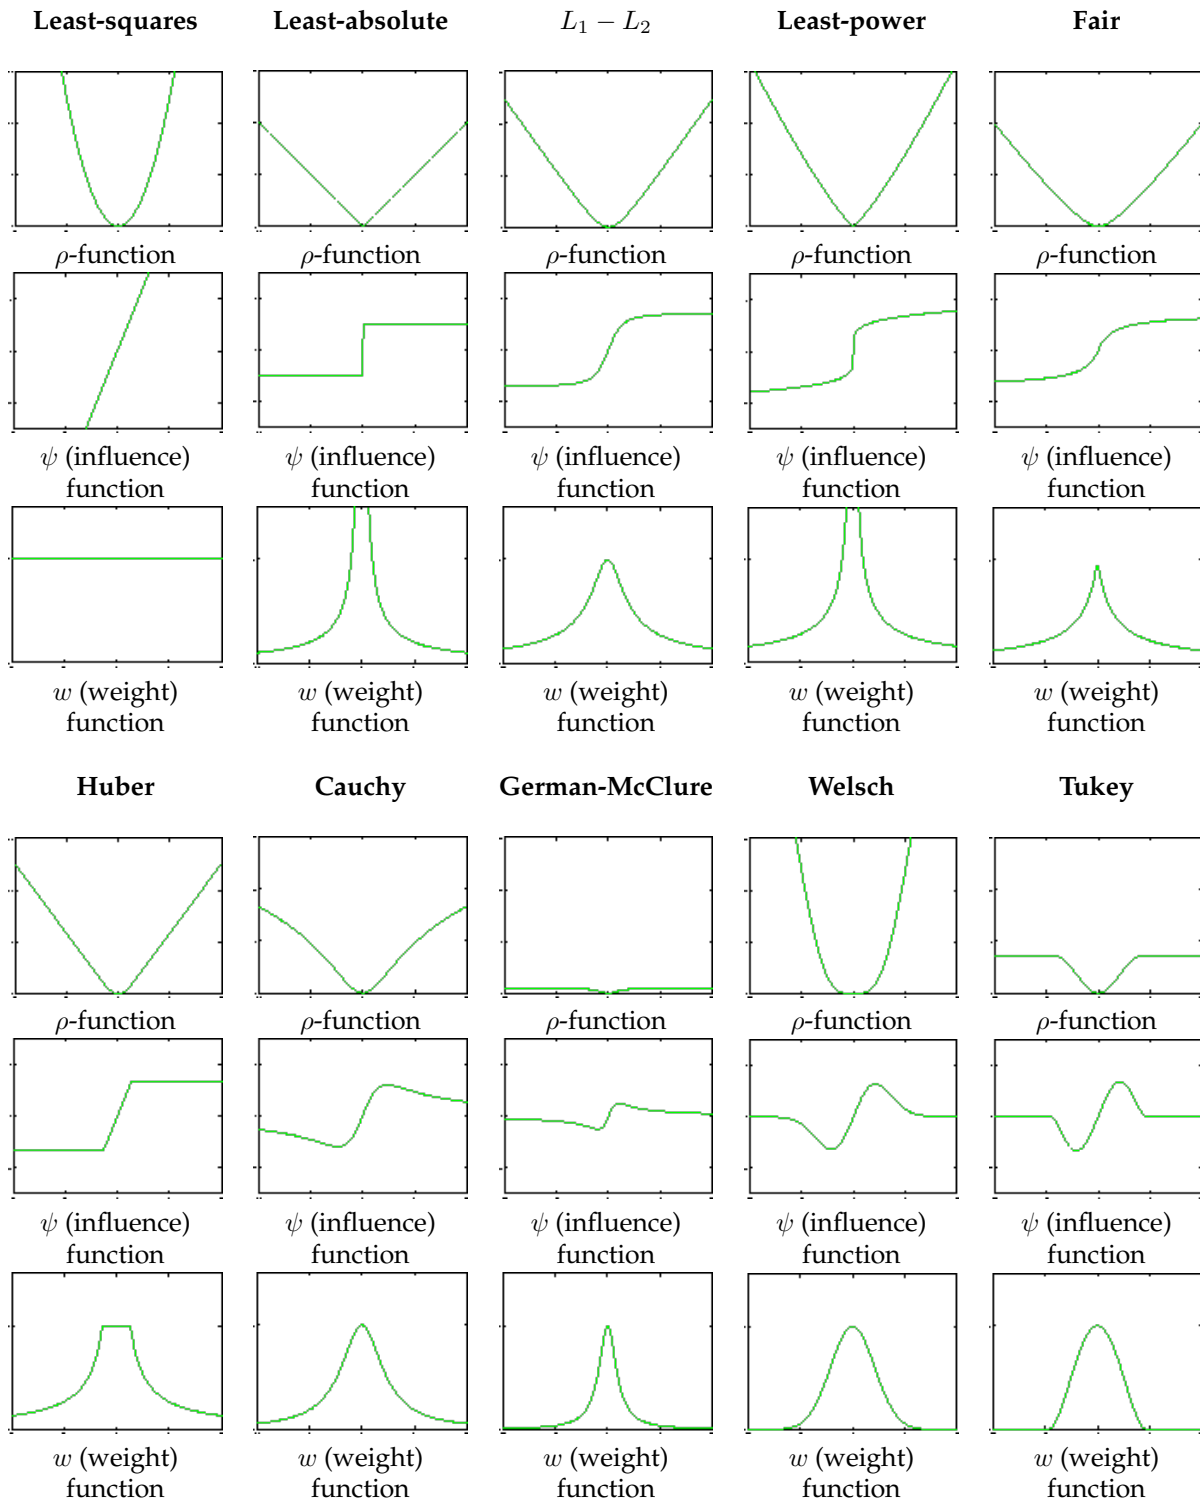 Least-squares Least-absolute L₁ − L₂ Least-power Fair
ρ-function ρ-function ρ-function ρ-function ρ-function
ψ (influence) ψ (influence) ψ (influence) ψ (influence) ψ (influence)
function function function function function
w (weight) w (weight) w (weight) w (weight) w (weight)
function function function function function
Huber Cauchy German-McClure Welsch Tukey
ρ-function ρ-function ρ-function ρ-function ρ-function
ψ (influence) ψ (influence) ψ (influence) ψ (influence) ψ (influence)
function function function function function
w (weight) w (weight) w (weight) w (weight) w (weight)
function function function function function